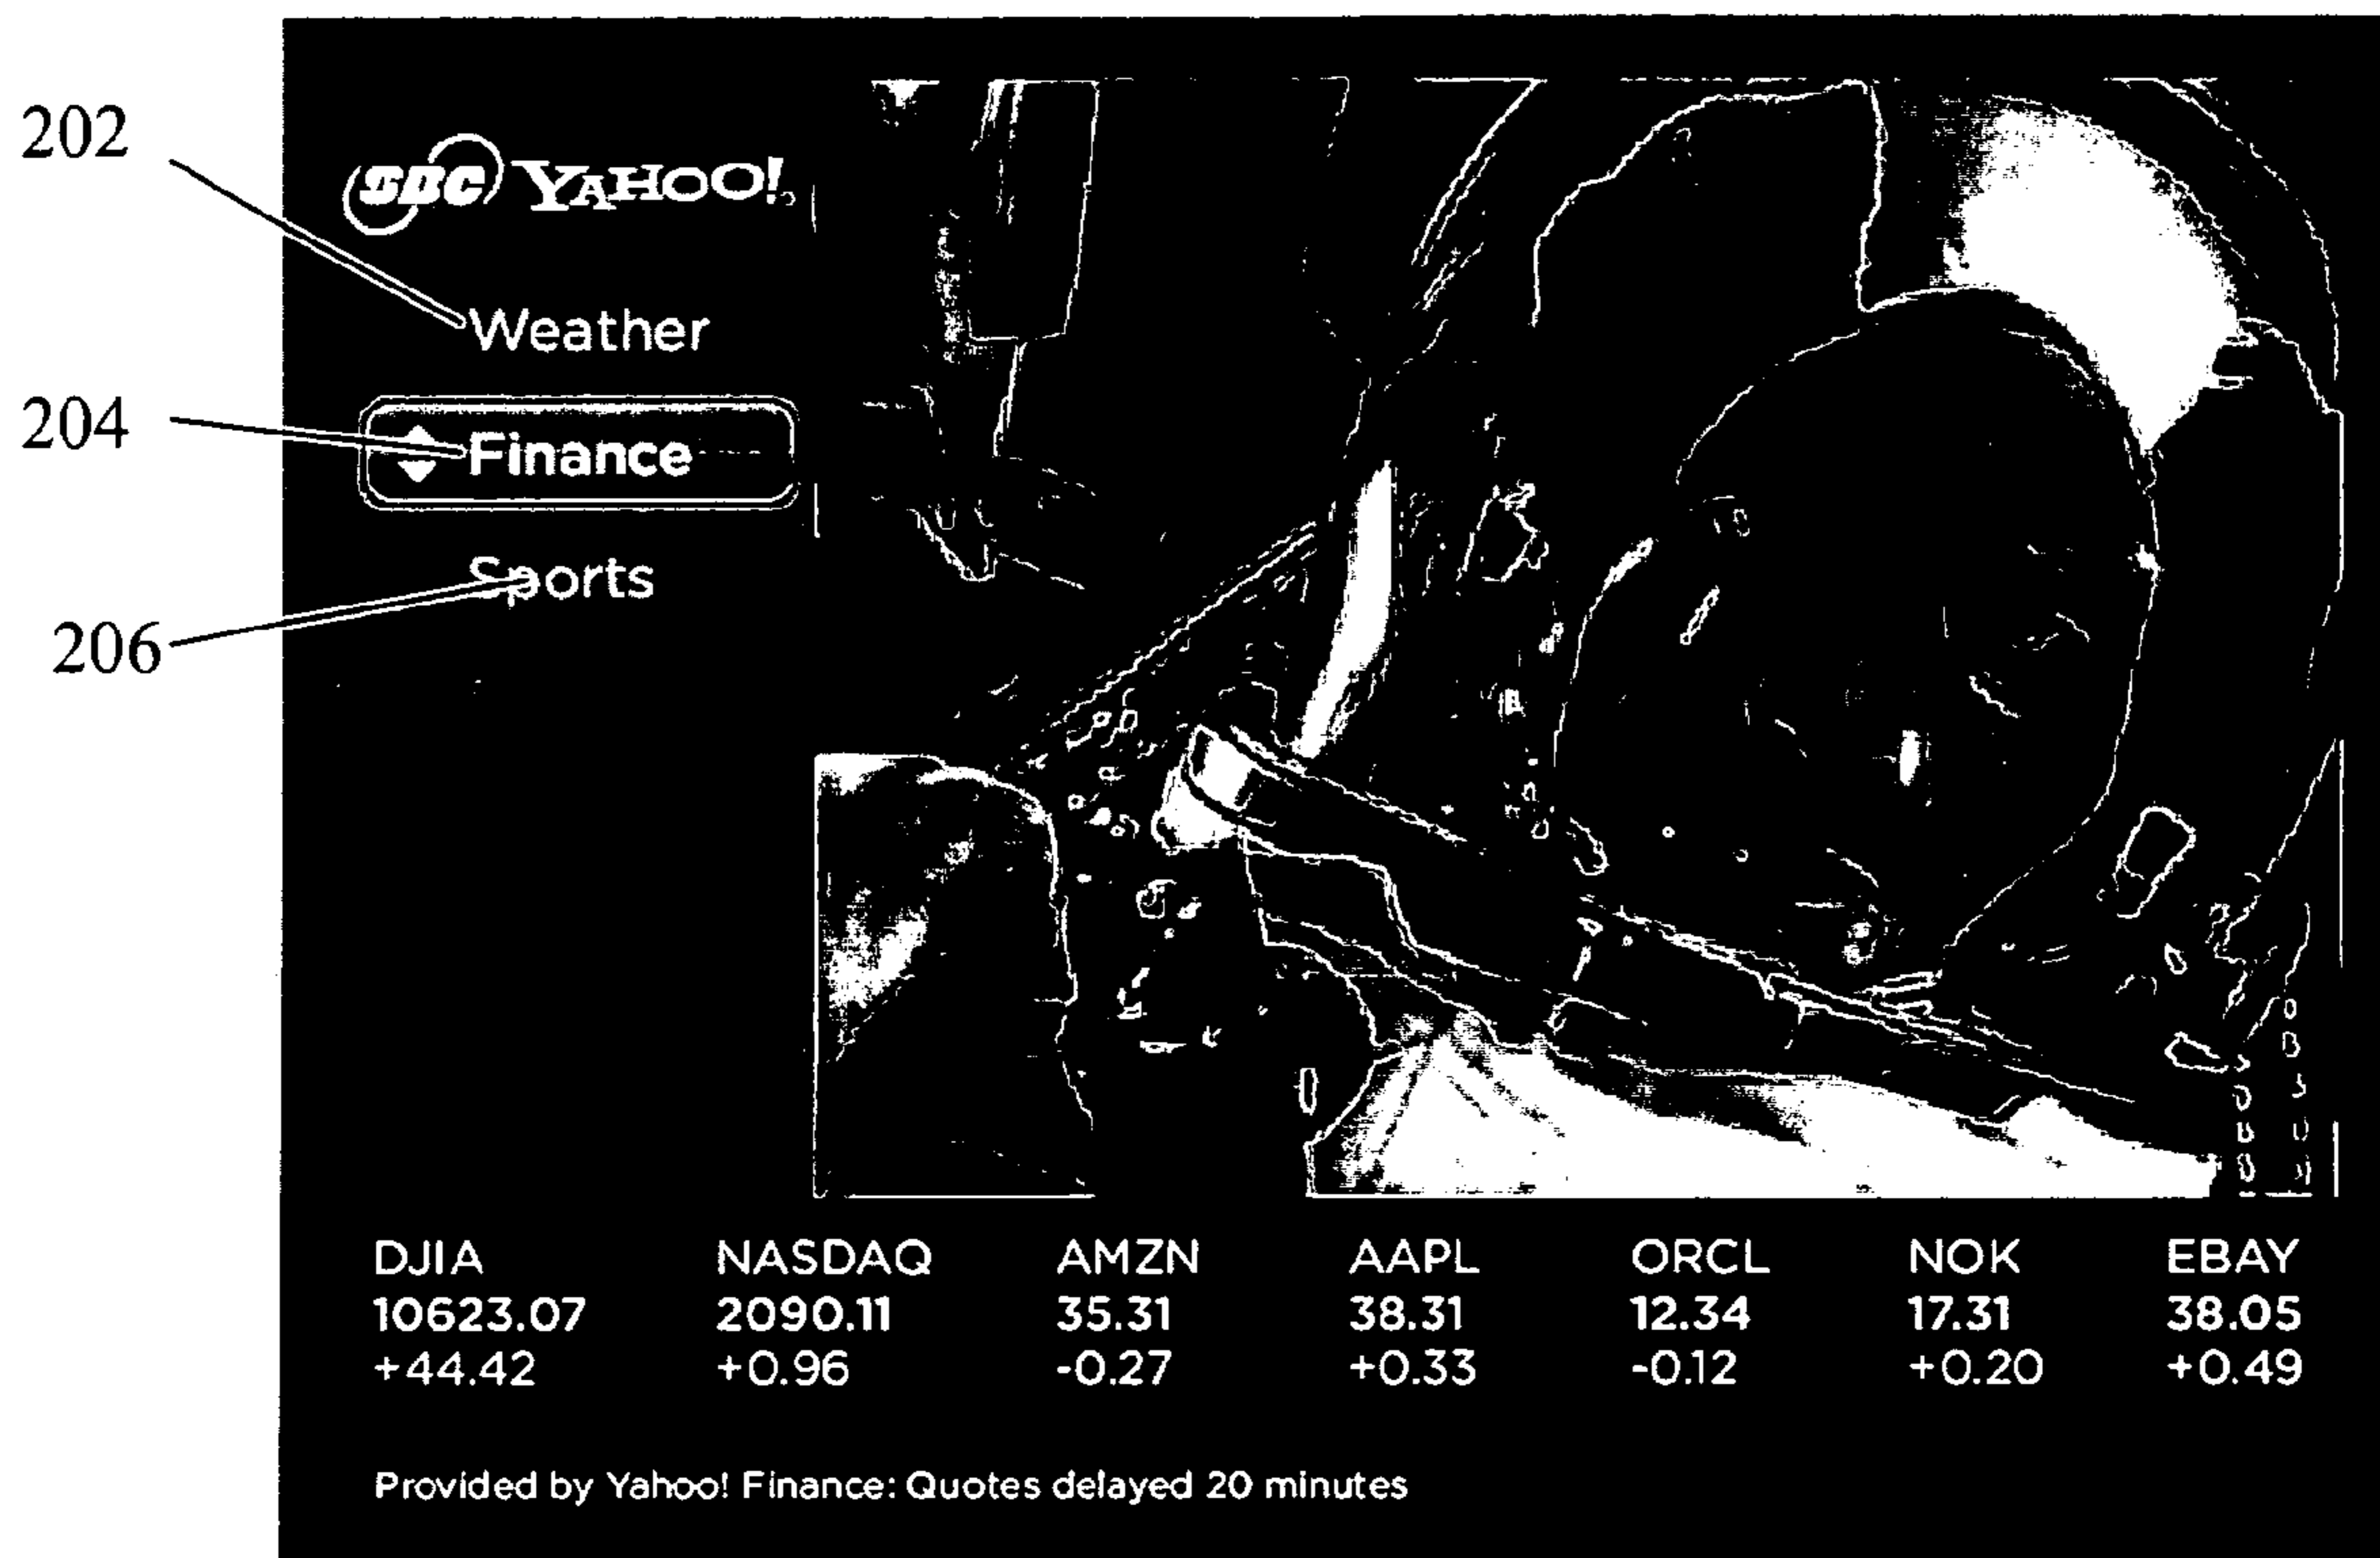 202
SBC YAHOO!
Weather
204
Finance
Sports
206
DJIA NASDAQ AMZN AAPL ORCL NOK EBAY
10623.07 2090.11 35.31 38.31 12.34 17.31 38.05
+44.42 +0.96 -0.27 +0.33 -0.12 +0.20 +0.49
Provided by Yahoo! Finance: Quotes delayed 20 minutes